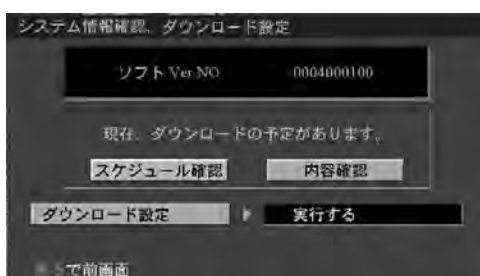 システム情報確認、ダウンロード設定
ソフト Ver.NO 0004000100
現在、ダウンロードの予定があります。
スケジュール確認 内容確認
ダウンロード設定 実行する
で前画面